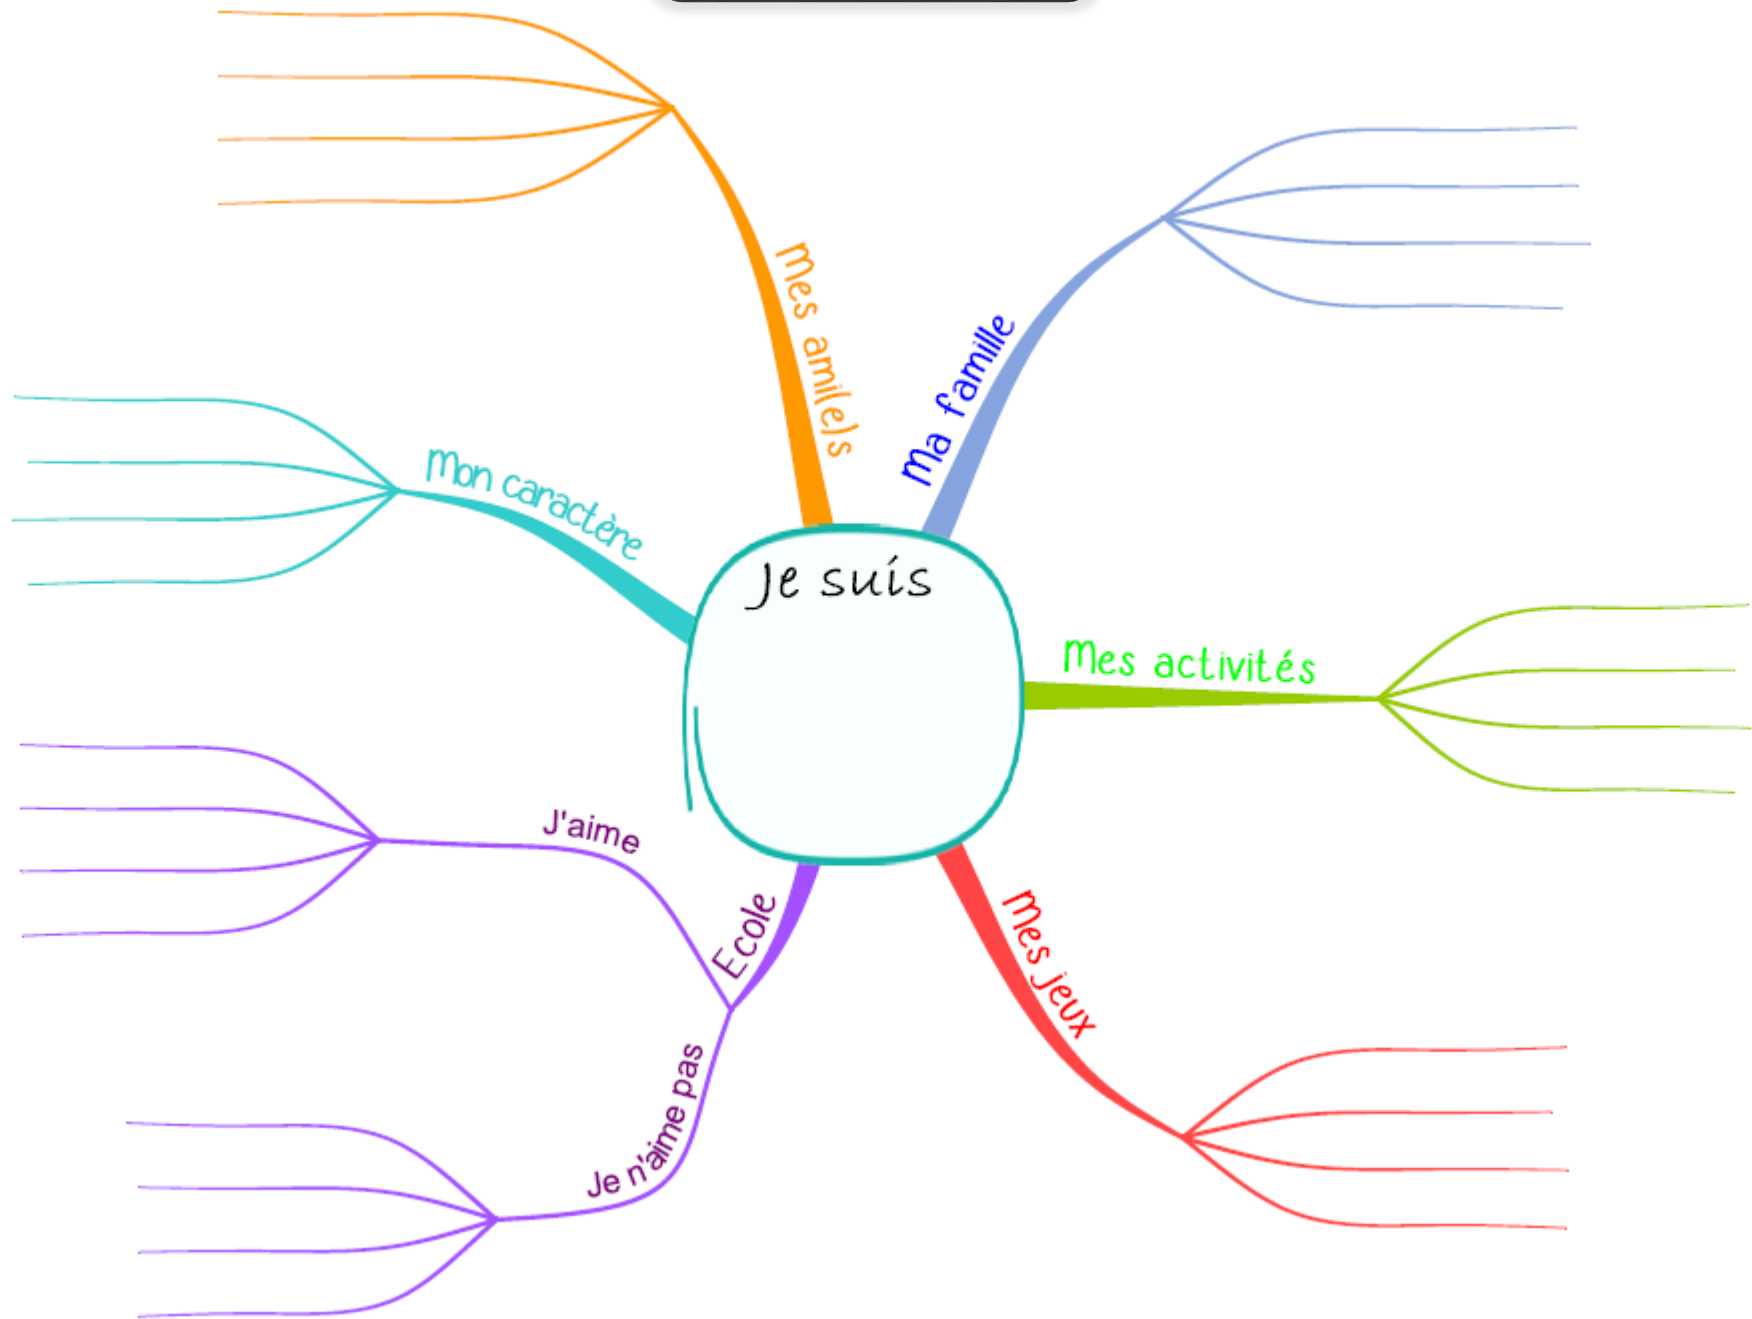 Mes ami(e)s
Ma famille
Mon caractère
Je suis
Mes activités
J'aime
Ecole
Mes jeux
Je n'aime pas